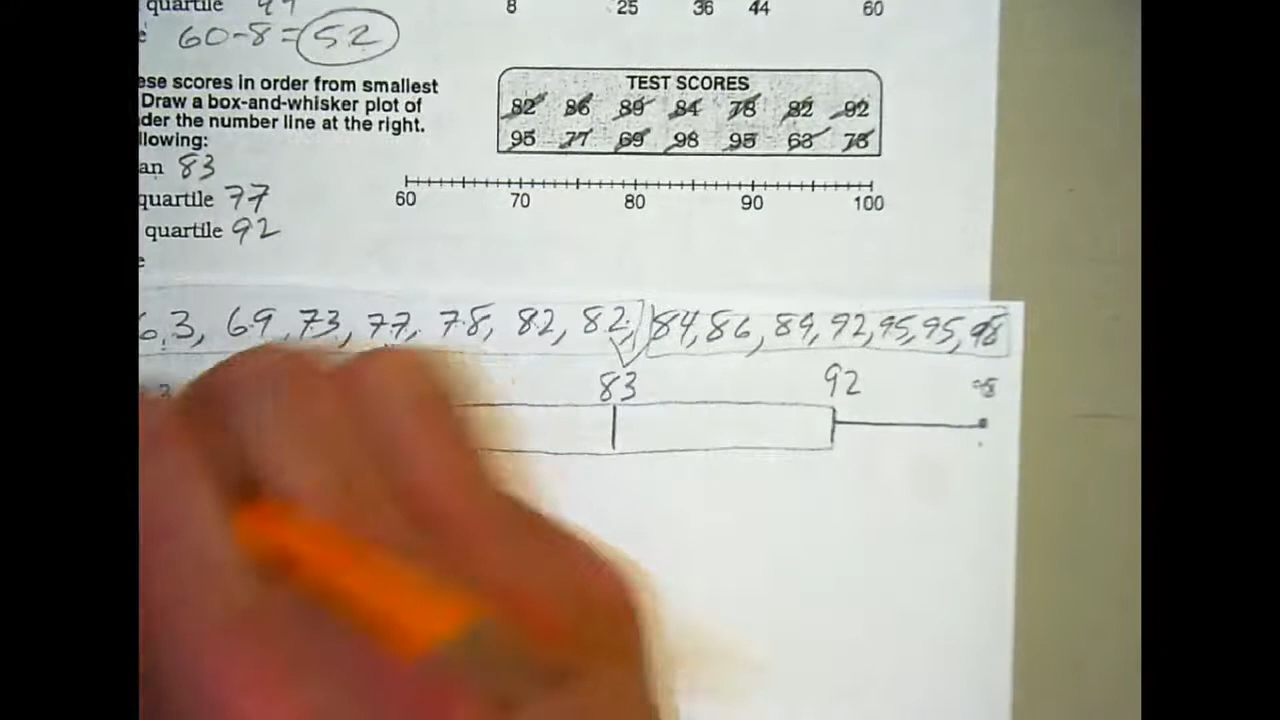 quartile
8 25 36 44 60
60-8=52
ese scores in order from smallest
Draw a box-and-whisker plot of
der the number line at the right.
llowing:
TEST SCORES
82 86 89 84 78 82 92
95 77 69 98 95 63 73
an 83
quartile 77
quartile 92
e
60 70 80 90 100
63, 69, 73, 77, 78, 82, 82, 84, 86, 89, 92, 95, 95, 98
83 92